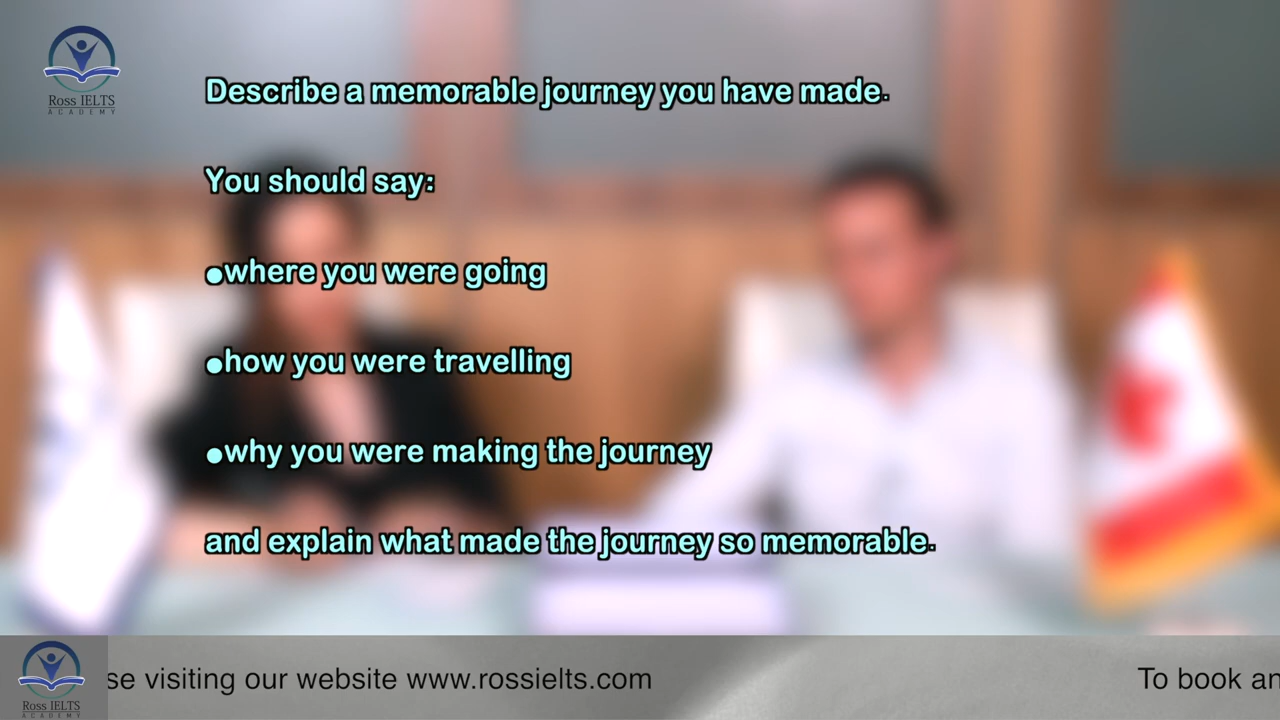 Ross IELTS
ACADEMY
Describe a memorable journey you have made.
You should say:
•where you were going
•how you were travelling
•why you were making the journey
and explain what made the journey so memorable.
Ross IELTS
ACADEMY
se visiting our website www.rossielts.com
To book an